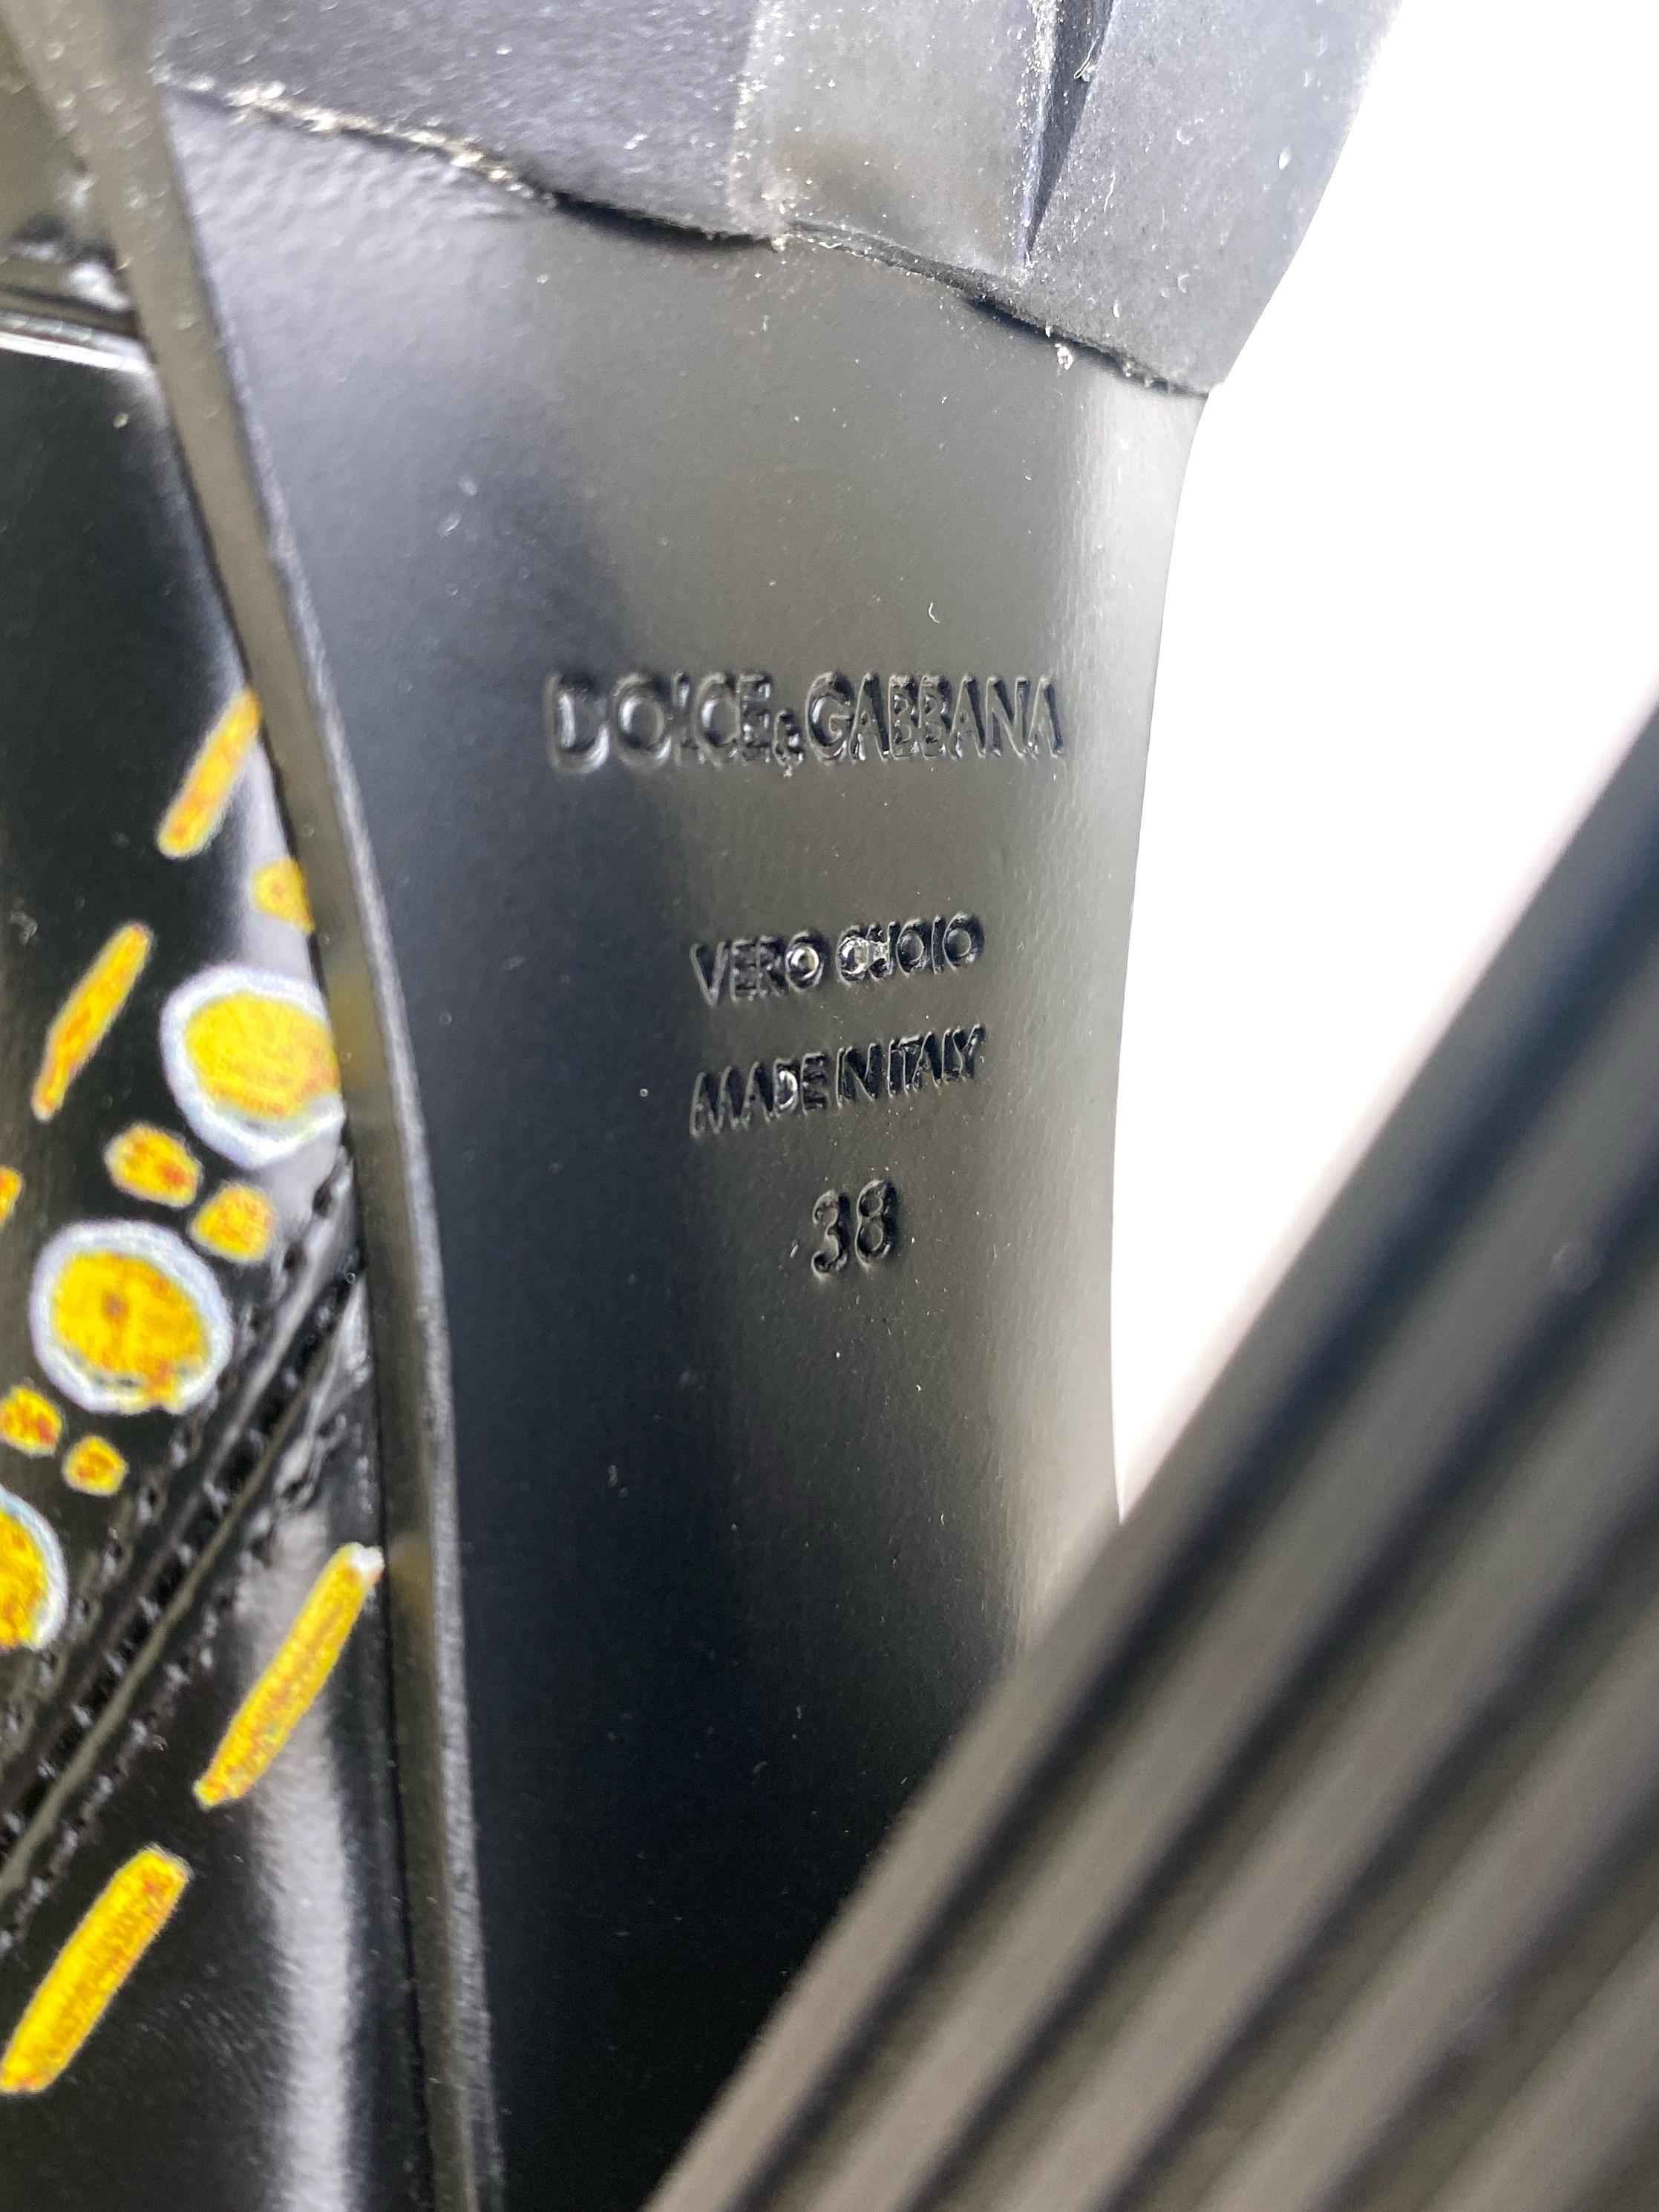 DOLCE&GABBANA
VERO CUOIO
MADE IN ITALY
38